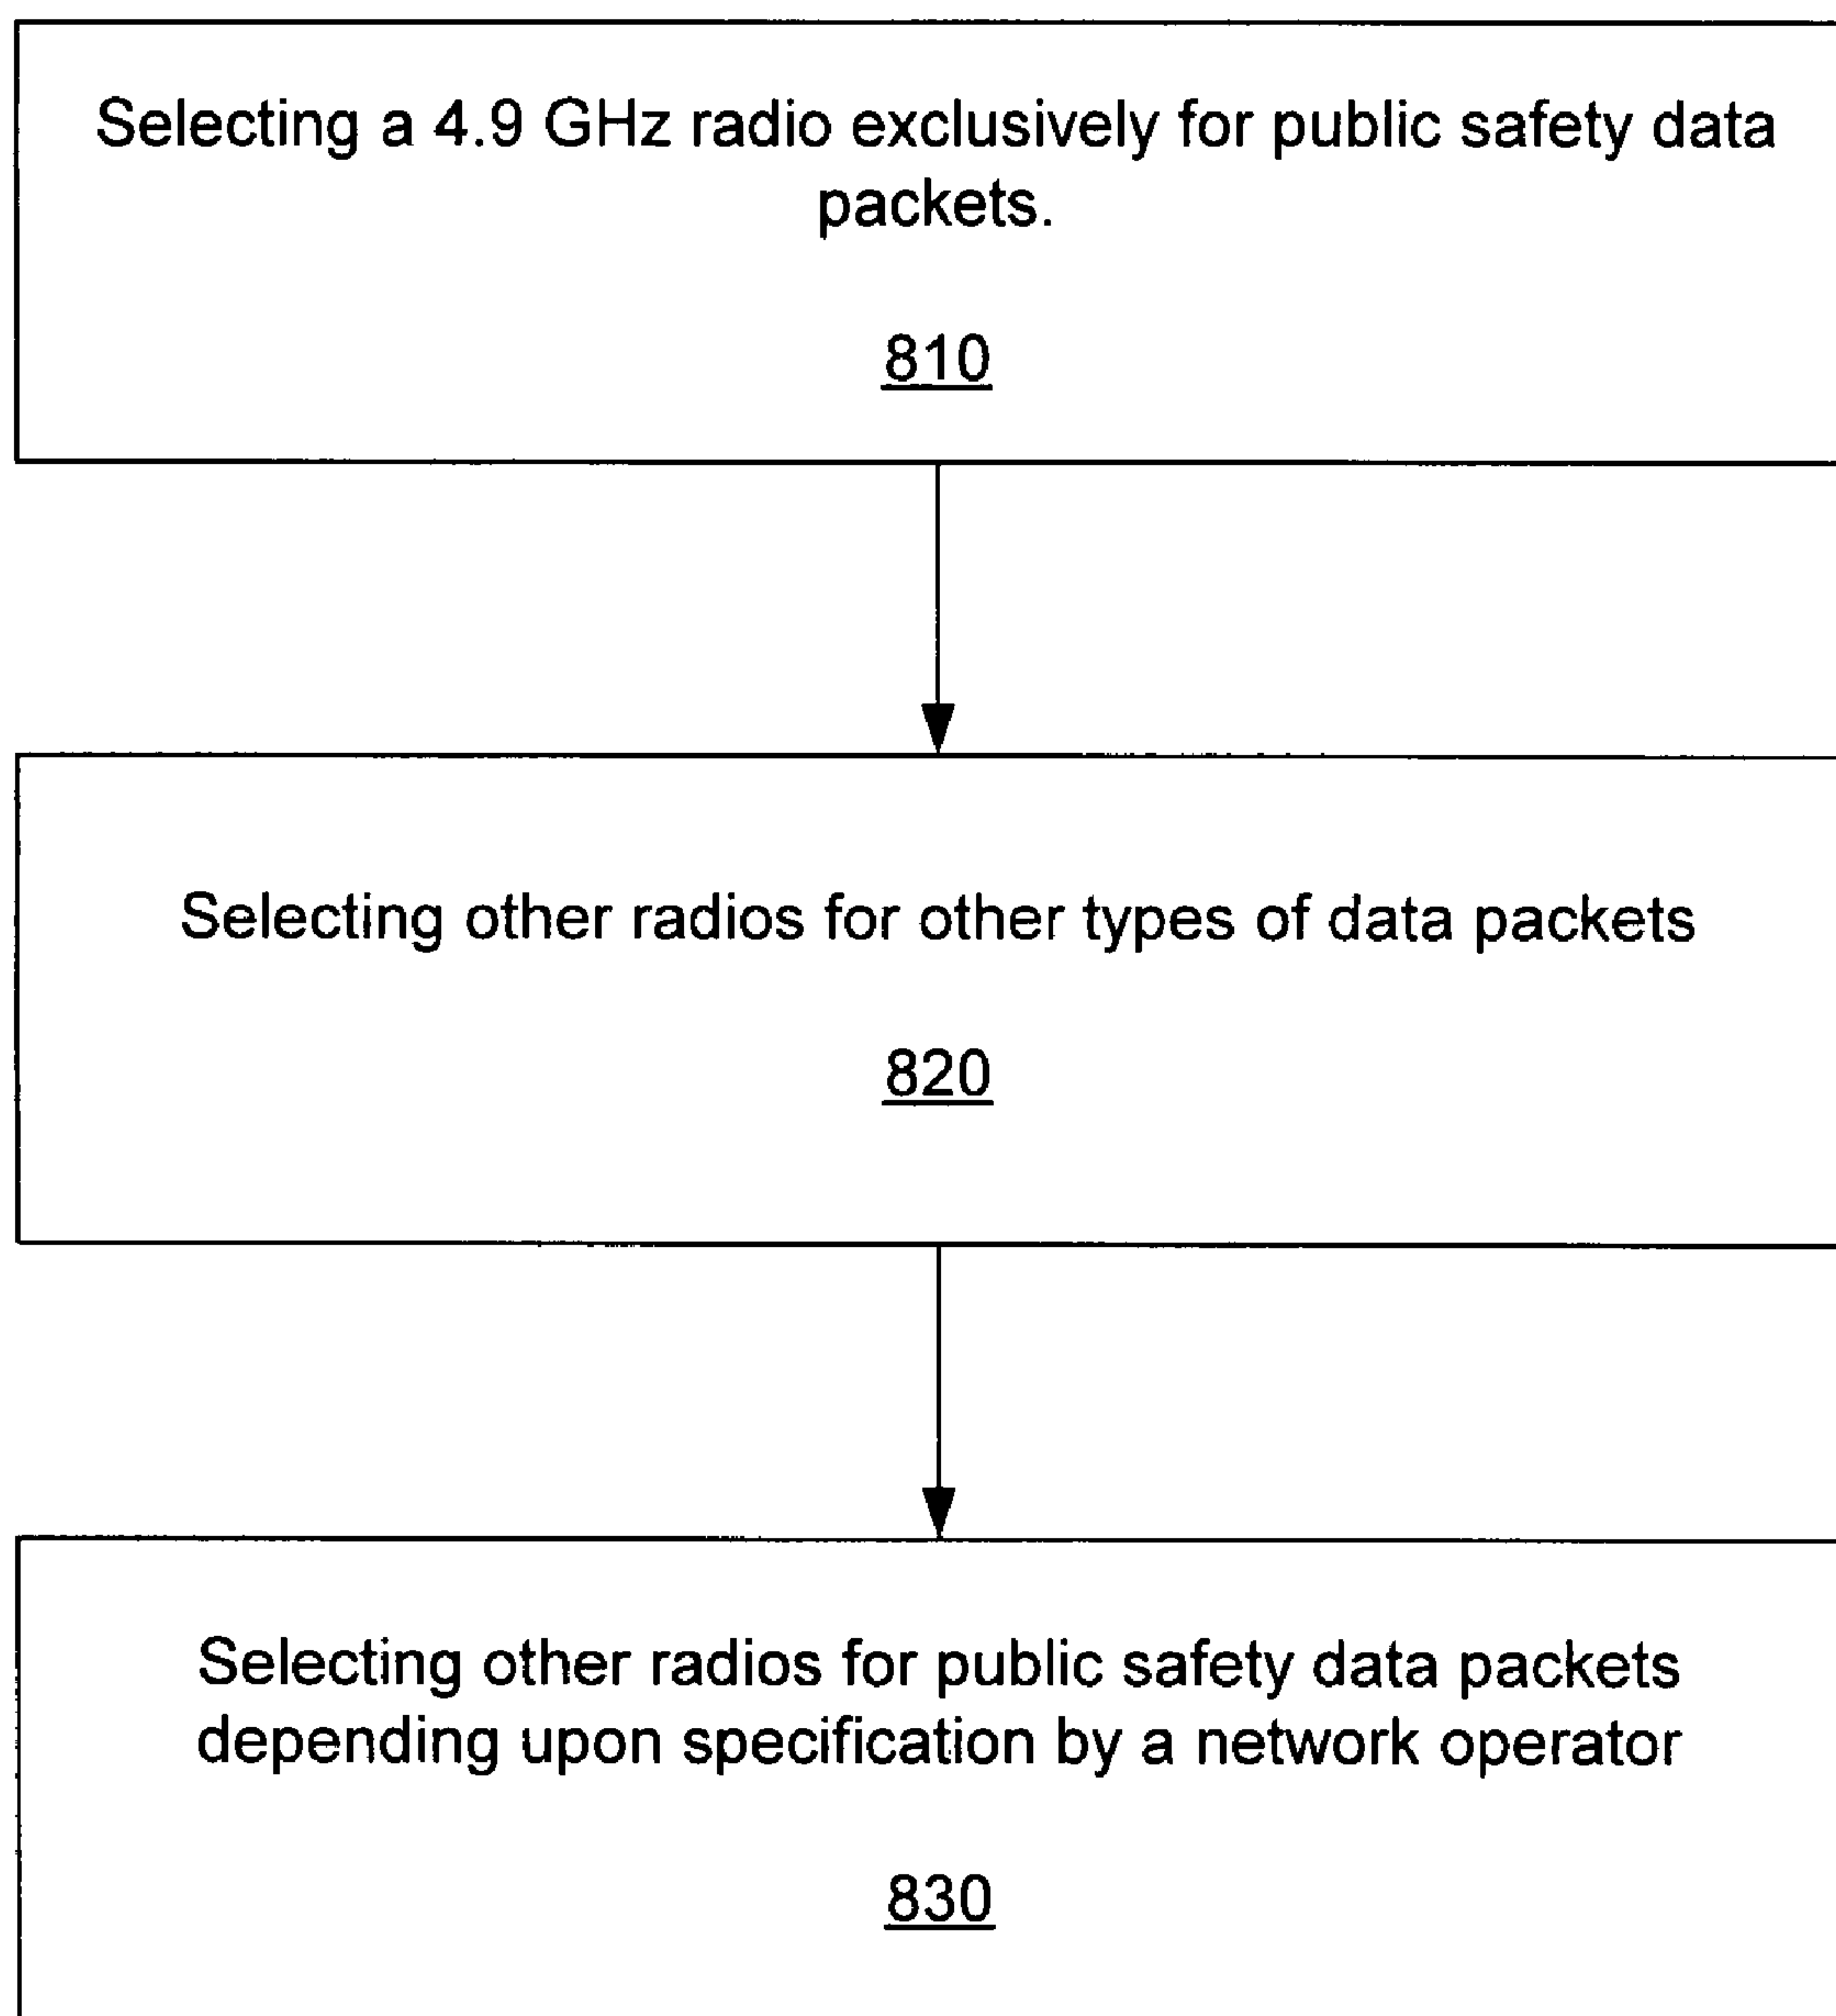 Selecting a 4.9 GHz radio exclusively for public safety data
packets.
810
Selecting other radios for other types of data packets
820
Selecting other radios for public safety data packets
depending upon specification by a network operator
830